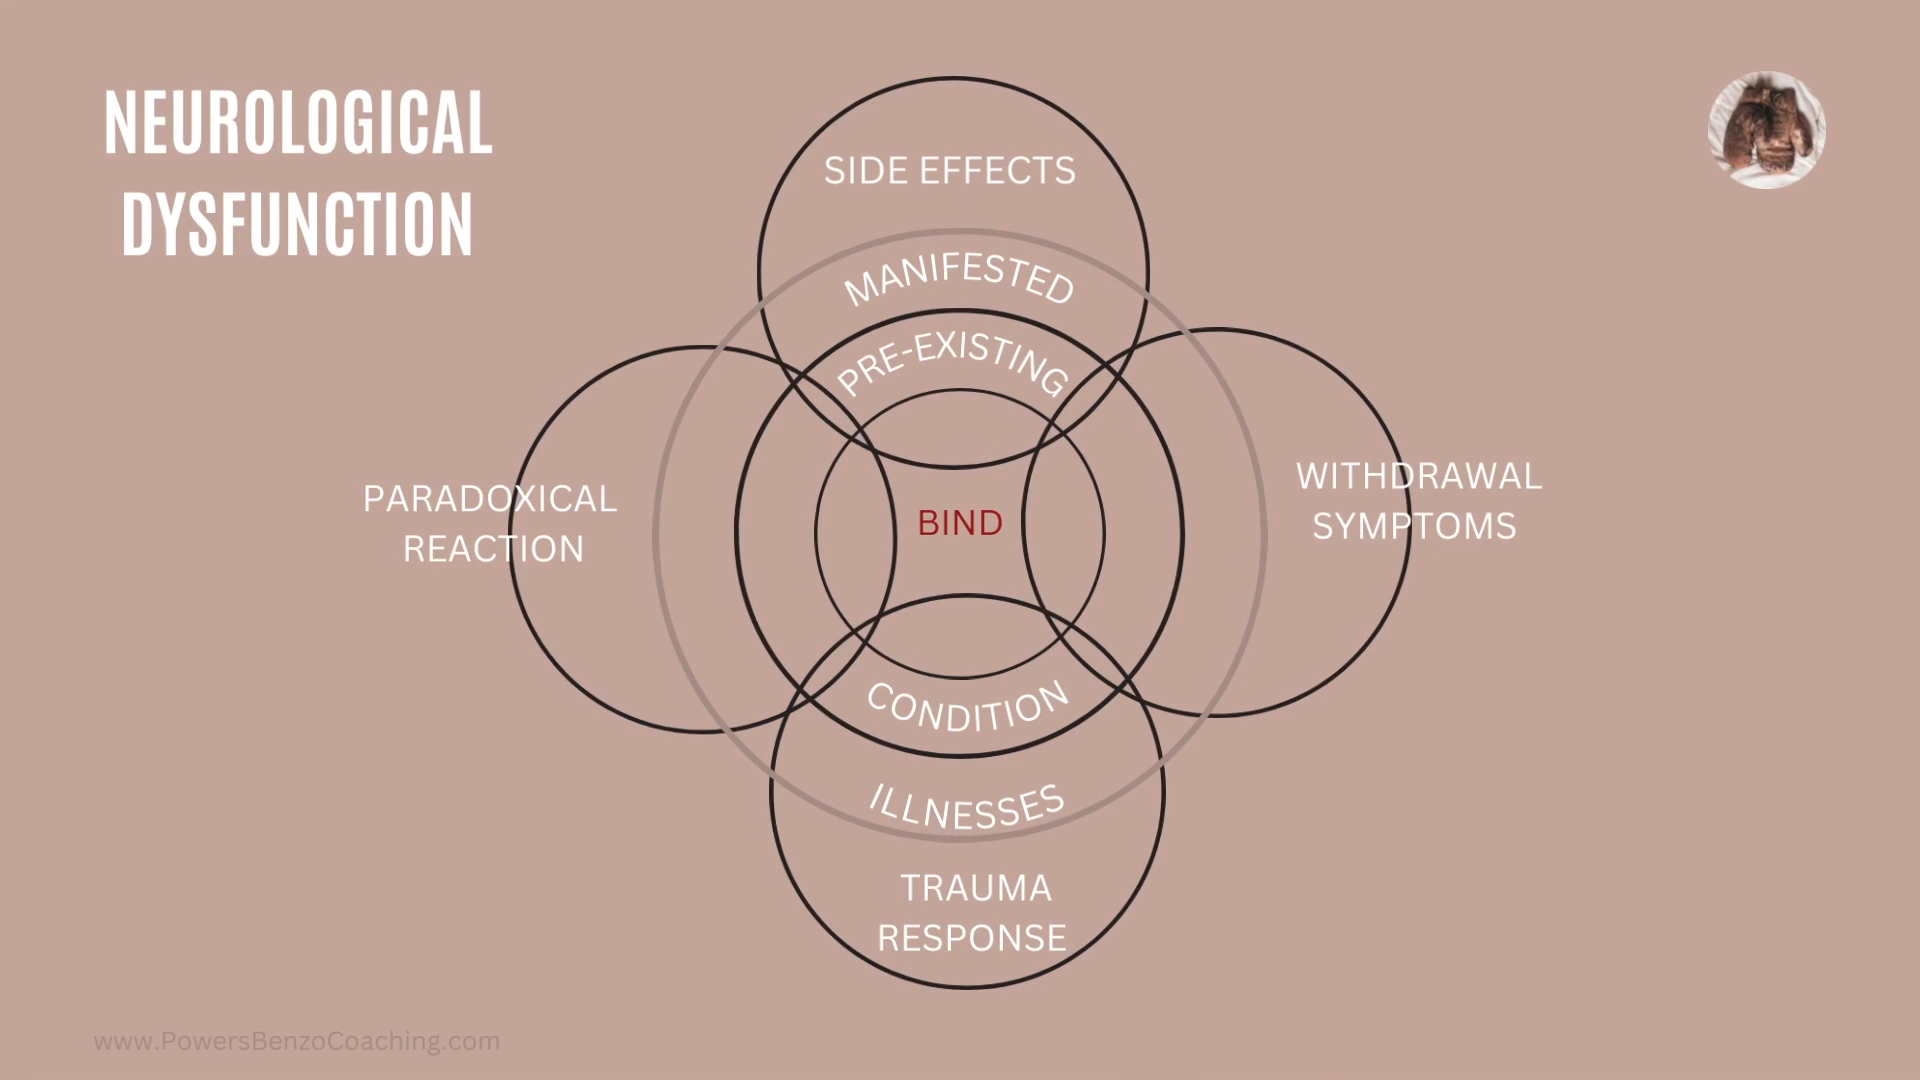 NEUROLOGICAL
DYSFUNCTION
SIDE EFFECTS
MANIFESTED
PRE-EXISTING
PARADOXICAL
REACTION
BIND
WITHDRAWAL
SYMPTOMS
CONDITION
ILLNESSES
TRAUMA
RESPONSE
www.PowersBenzoCoaching.com